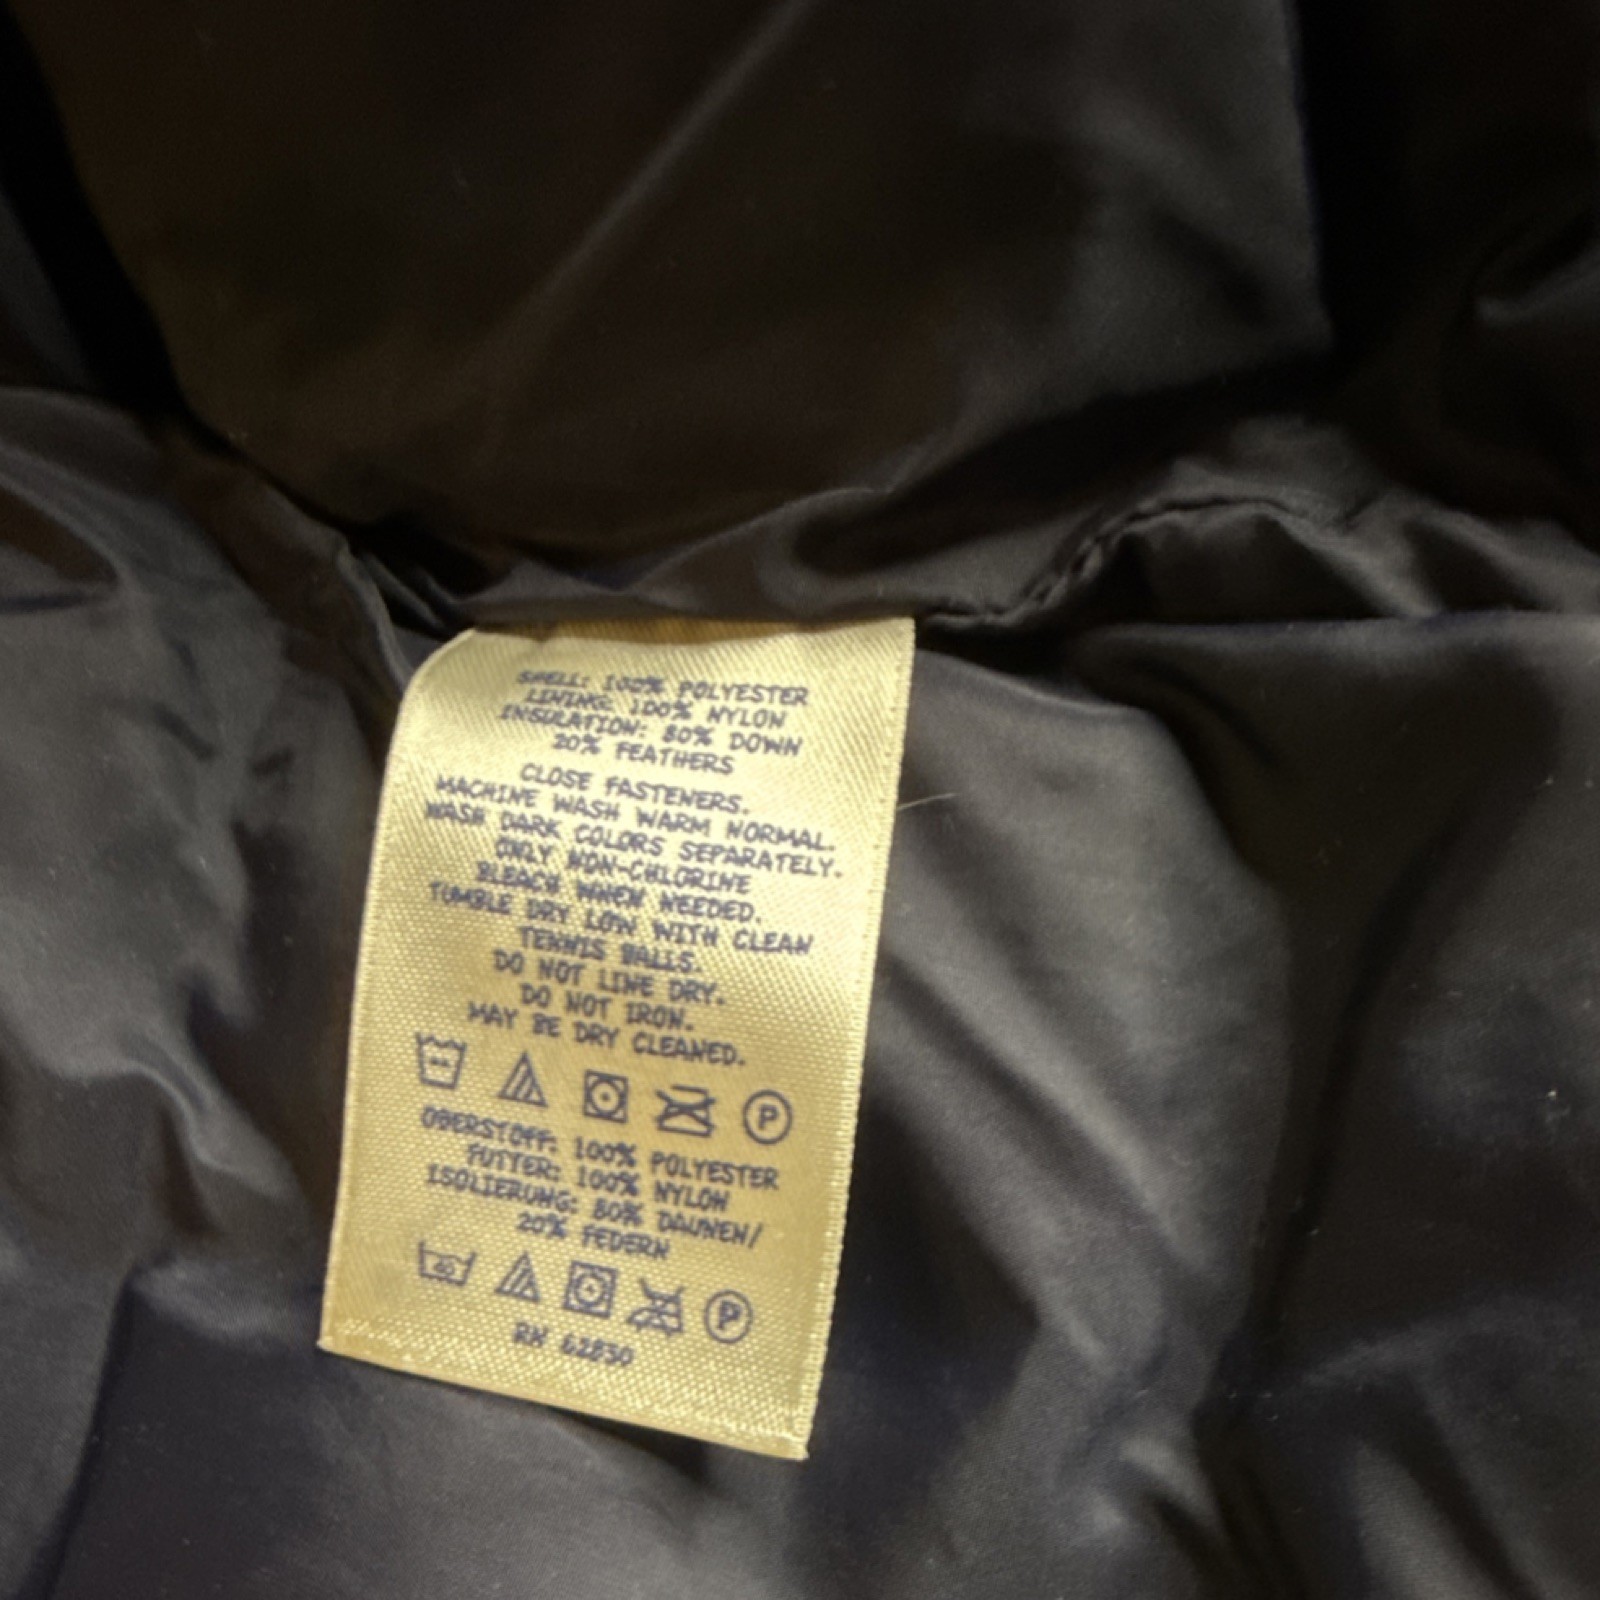 SHELL: 100% POLYESTER
LINING: 100% NYLON
INSULATION: 80% DOWN
20% FEATHERS
CLOSE FASTENERS.
MACHINE WASH WARM NORMAL.
WASH DARK COLORS SEPARATELY.
ONLY NON-CHLORINE
BLEACH WHEN NEEDED.
TUMBLE DRY LOW WITH CLEAN
TENNIS BALLS.
DO NOT LINE DRY.
DO NOT IRON.
MAY BE DRY CLEANED.
P
OBERSTOFF: 100% POLYESTER
FUTTER: 100% NYLON
ISOLIERUNG: 80% DAUNEN/
20% FEDERN
40 P
RN 62830